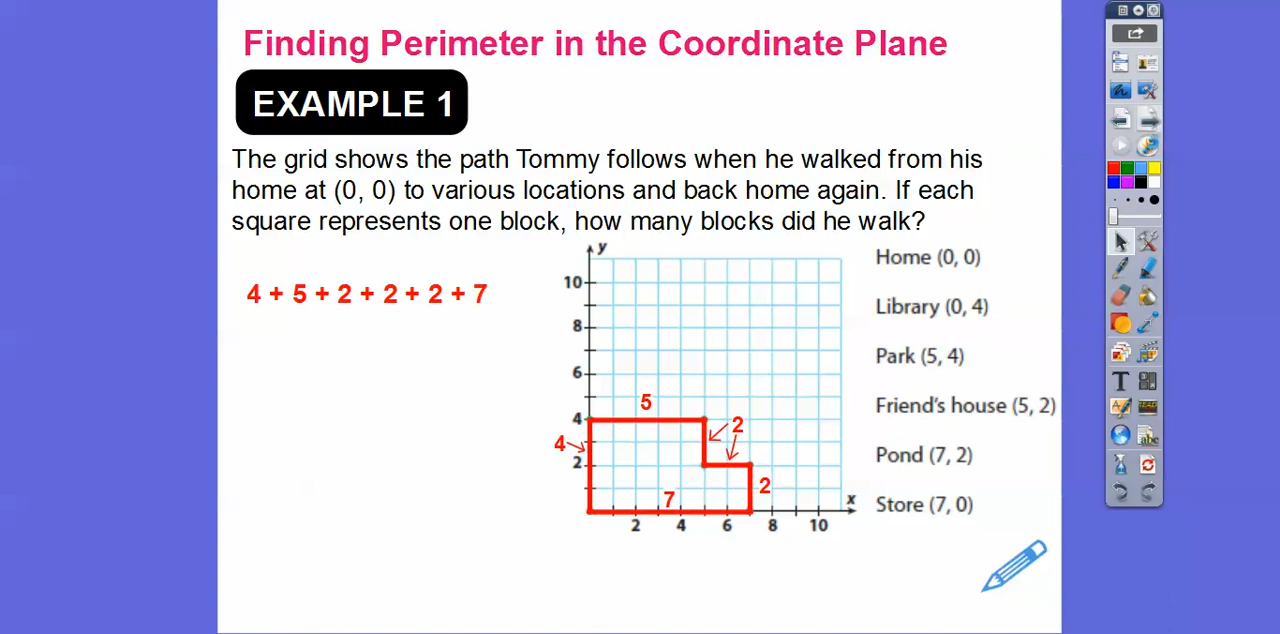 Finding Perimeter in the Coordinate Plane
EXAMPLE 1
The grid shows the path Tommy follows when he walked from his
home at (0, 0) to various locations and back home again. If each
square represents one block, how many blocks did he walk?
4 + 5 + 2 + 2 + 2 + 7
y
10
8
6
4
2
5
2
4
2
7
x
2 4 6 8 10
Home (0, 0)
Library (0, 4)
Park (5, 4)
Friend's house (5, 2)
Pond (7, 2)
Store (7, 0)
T
abc